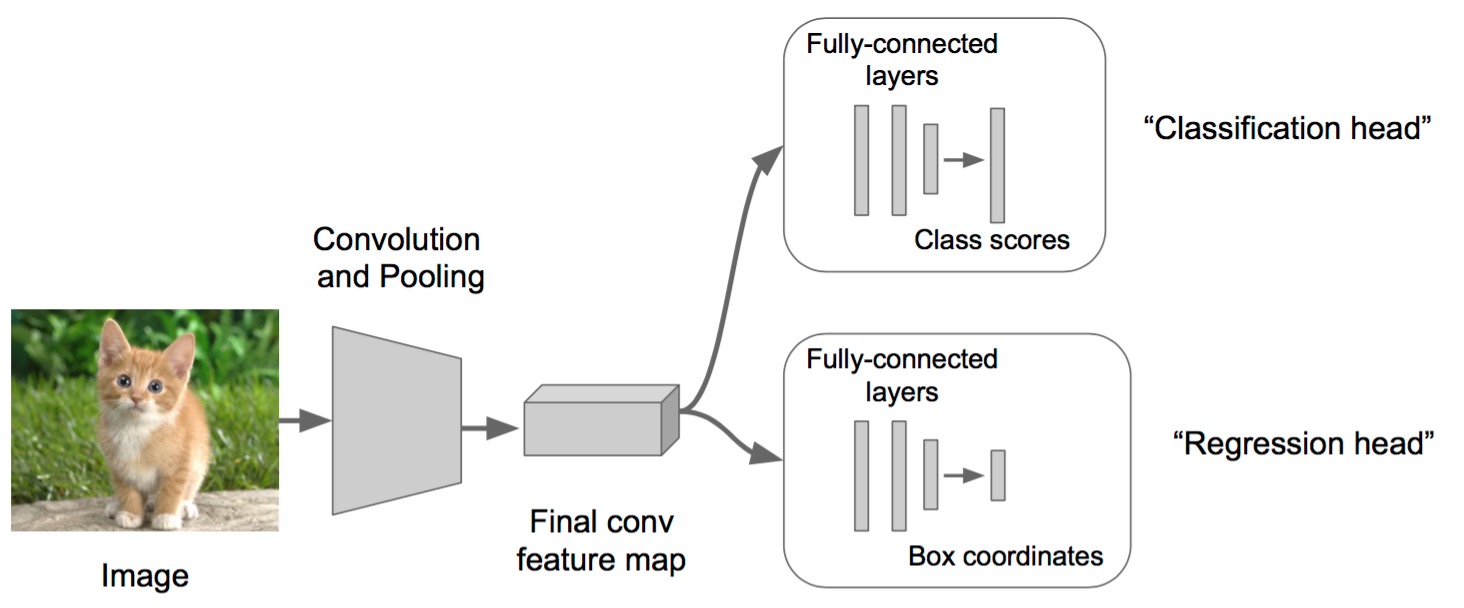 Fully-connected
layers
Class scores
“Classification head”
Convolution
and Pooling
Image
Final conv
feature map
Fully-connected
layers
Box coordinates
“Regression head”